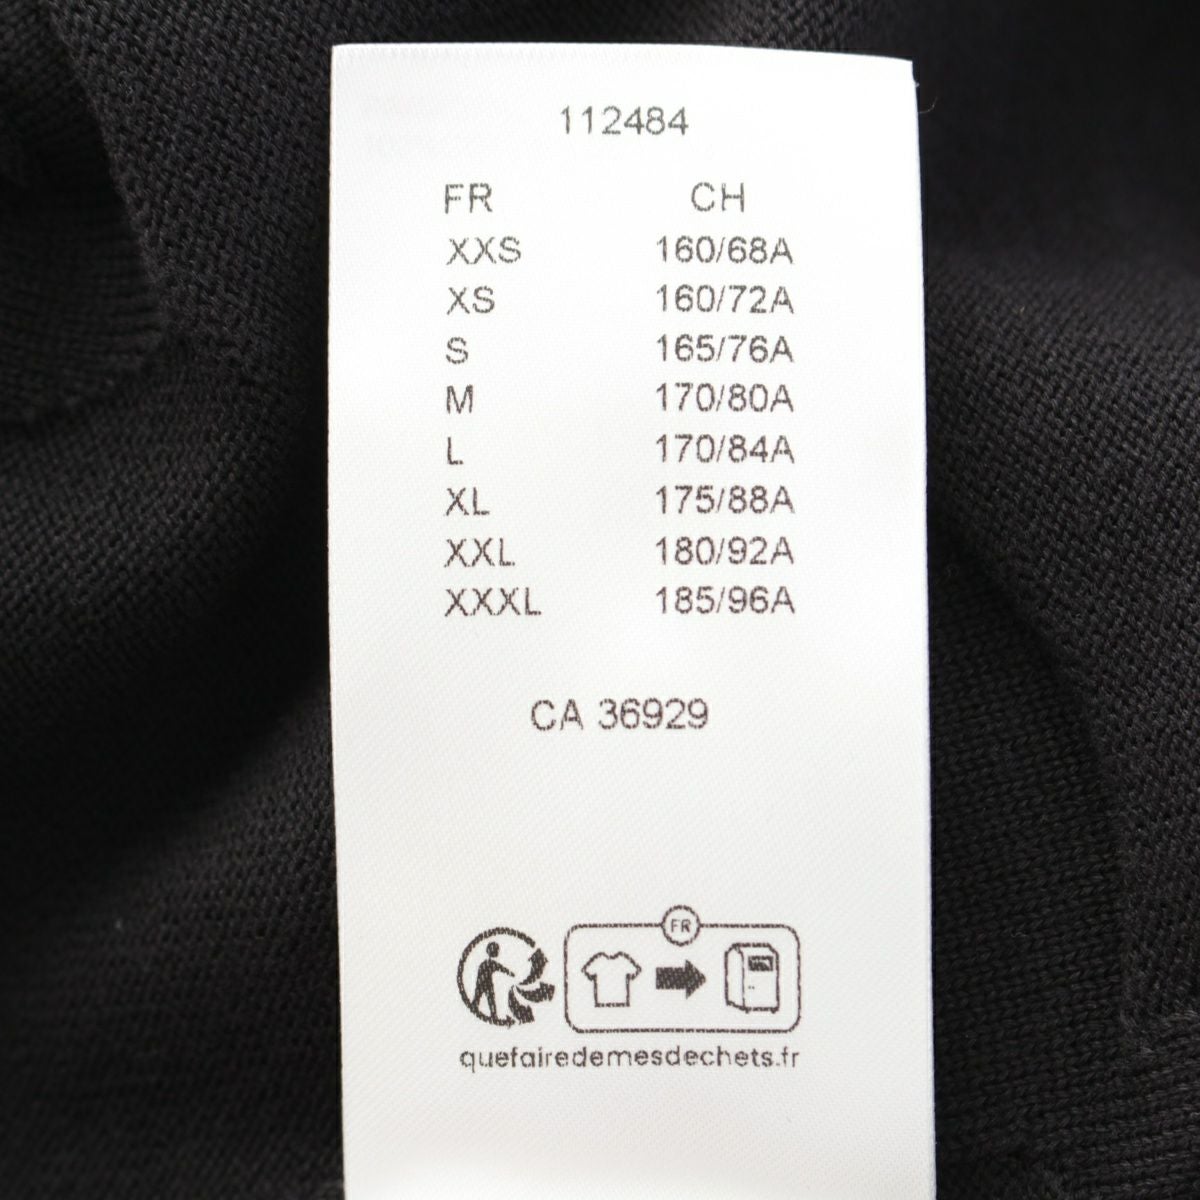 112484
FR CH
XXS 160/68A
XS 160/72A
S 165/76A
M 170/80A
L 170/84A
XL 175/88A
XXL 180/92A
XXXL 185/96A
CA 36929
FR
quefairedemesdechets.fr